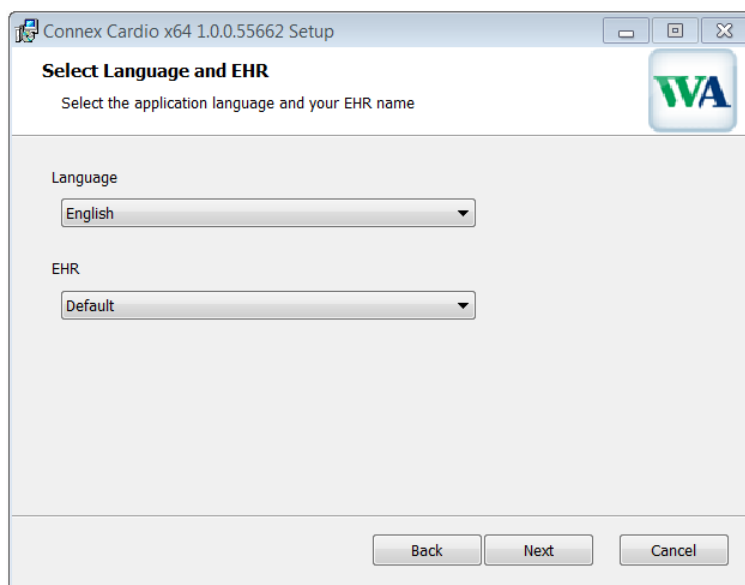 Connex Cardio x64 1.0.0.55662 Setup
Select Language and EHR
Select the application language and your EHR name
WA
Language
English
EHR
Default
Back Next Cancel